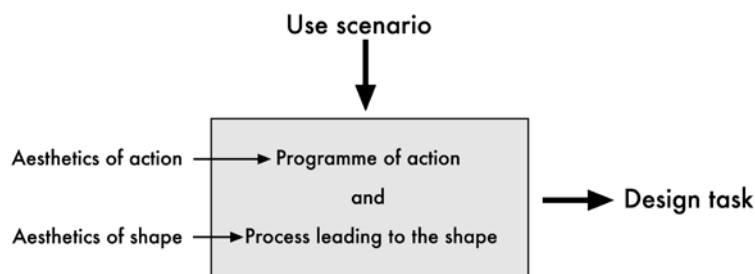 Use scenario
Aesthetics of action
Programme of action
and
Aesthetics of shape
Process leading to the shape
Design task